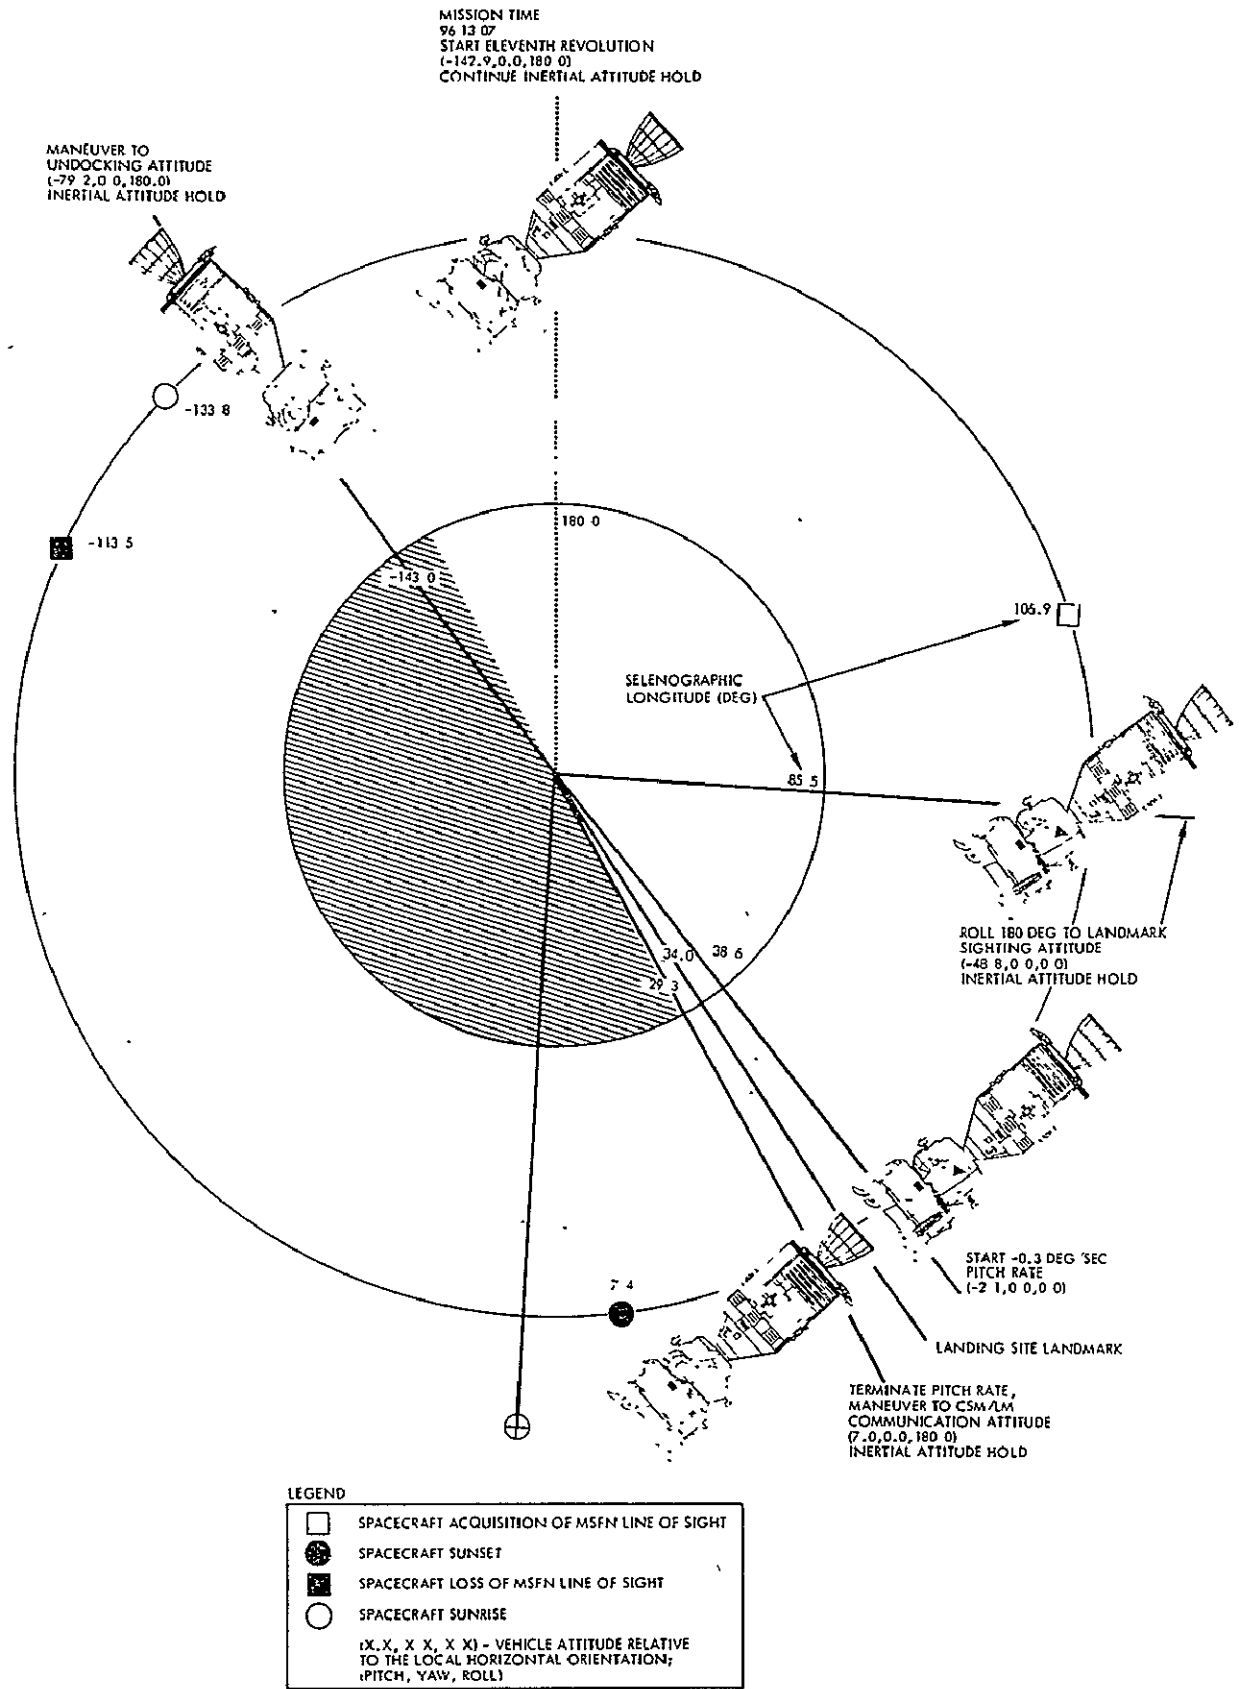 MISSION TIME
96 13 07
START ELEVENTH REVOLUTION
(-142.9,0.0,180 0)
CONTINUE INERTIAL ATTITUDE HOLD
MANEUVER TO
UNDOCKING ATTITUDE
(-79 2,0 0,180.0)
INERTIAL ATTITUDE HOLD
-133 8
180 0
-113 5
-143 0
106.9
SELENOGRAPHIC
LONGITUDE (DEG)
85.5
ROLL 180 DEG TO LANDMARK
SIGHTING ATTITUDE
(-48 8,0 0,0 0)
INERTIAL ATTITUDE HOLD
34.0
38 6
29.3
START -0.3 DEG/SEC
PITCH RATE
(-2 1,0 0,0 0)
7 4
LANDING SITE LANDMARK
TERMINATE PITCH RATE,
MANEUVER TO CSM/LM
COMMUNICATION ATTITUDE
(7.0,0.0,180 0)
INERTIAL ATTITUDE HOLD
LEGEND
SPACECRAFT ACQUISITION OF MSFN LINE OF SIGHT
SPACECRAFT SUNSET
SPACECRAFT LOSS OF MSFN LINE OF SIGHT
SPACECRAFT SUNRISE
(X.X, X X, X X) - VEHICLE ATTITUDE RELATIVE
TO THE LOCAL HORIZONTAL ORIENTATION;
(PITCH, YAW, ROLL)